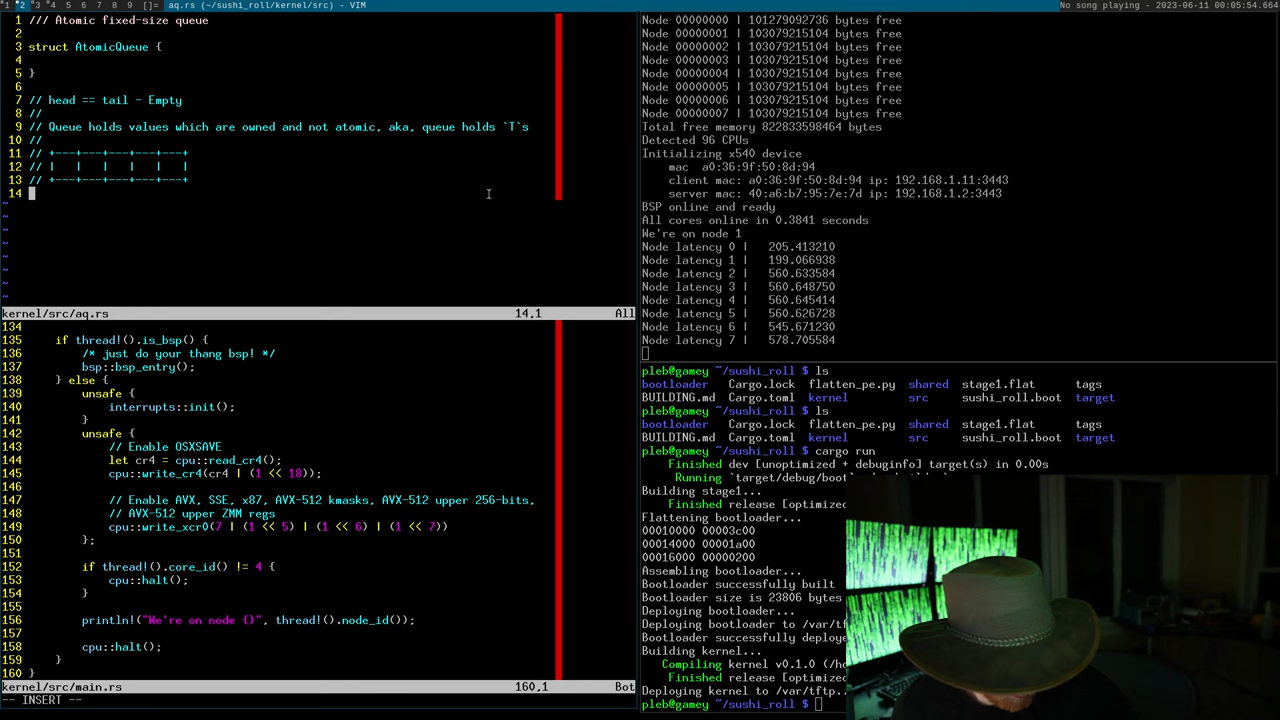 1 2 3 4 5 6 7 8 9 []= aq.rs (~/sushi_roll/kernel/src) - VIM No song playing - 2023-06-11 00:05:54.664
1 /// Atomic fixed-size queue
2
3 struct AtomicQueue {
4
5 }
6
7 // head == tail - Empty
8 //
9 // Queue holds values which are owned and not atomic, aka, queue holds `T`s
10 //
11 // +---+---+---+---+---+
12 // |   |   |   |   |   |
13 // +---+---+---+---+---+
14
~
~
~
~
~
~
~
~
kernel/src/aq.rs 14,1 All
134
135     if thread!().is_bsp() {
136         /* just do your thang bsp! */
137         bsp::bsp_entry();
138     } else {
139         unsafe {
140             interrupts::init();
141         }
142         unsafe {
143             // Enable OSXSAVE
144             let cr4 = cpu::read_cr4();
145             cpu::write_cr4(cr4 | (1 << 18));
146
147             // Enable AVX, SSE, x87, AVX-512 kmasks, AVX-512 upper 256-bits,
148             // AVX-512 upper ZMM regs
149             cpu::write_xcr0(7 | (1 << 5) | (1 << 6) | (1 << 7))
150         };
151
152         if thread!().core_id() != 4 {
153             cpu::halt();
154         }
155
156         println!("We're on node {}", thread!().node_id());
157
158         cpu::halt();
159     }
160 }
kernel/src/main.rs 160,1 Bot
-- INSERT --
Node 00000000 | 101279092736 bytes free
Node 00000001 | 103079215104 bytes free
Node 00000002 | 103079215104 bytes free
Node 00000003 | 103079215104 bytes free
Node 00000004 | 103079215104 bytes free
Node 00000005 | 103079215104 bytes free
Node 00000006 | 103079215104 bytes free
Node 00000007 | 103079215104 bytes free
Total free memory 822833598464 bytes
Detected 96 CPUs
Initializing x540 device
    mac  a0:36:9f:50:8d:94
    client mac: a0:36:9f:50:8d:94 ip: 192.168.1.11:3443
    server mac: 40:a6:b7:95:7e:7d ip: 192.168.1.2:3443
BSP online and ready
All cores online in 0.3841 seconds
We're on node 1
Node latency 0 |   205.413210
Node latency 1 |   199.066938
Node latency 2 |   560.633584
Node latency 3 |   560.648750
Node latency 4 |   560.645414
Node latency 5 |   560.626728
Node latency 6 |   545.671230
Node latency 7 |   578.705584
pleb@gamey ~/sushi_roll $ ls
bootloader  Cargo.lock  flatten_pe.py  shared  stage1.flat  tags
BUILDING.md  Cargo.toml  kernel  src  sushi_roll.boot  target
pleb@gamey ~/sushi_roll $ ls
bootloader  Cargo.lock  flatten_pe.py  shared  stage1.flat  tags
BUILDING.md  Cargo.toml  kernel  src  sushi_roll.boot  target
pleb@gamey ~/sushi_roll $ cargo run
    Finished dev [unoptimized + debuginfo] target(s) in 0.00s
     Running `target/debug/
Building stage1...
    Finished release [optimize
Flattening bootloader...
00010000 00003c00
00014000 00001a00
00016000 00000200
Assembling bootloader...
Bootloader successfully built
Bootloader size is 23806 bytes
Deploying bootloader...
Deploying bootloader to /var/tf
Bootloader successfully deploye
Building kernel...
   Compiling kernel v0.1.0 (/ho
    Finished release [optimize
Deploying kernel to /var/tftp
pleb@gamey ~/sushi_roll $